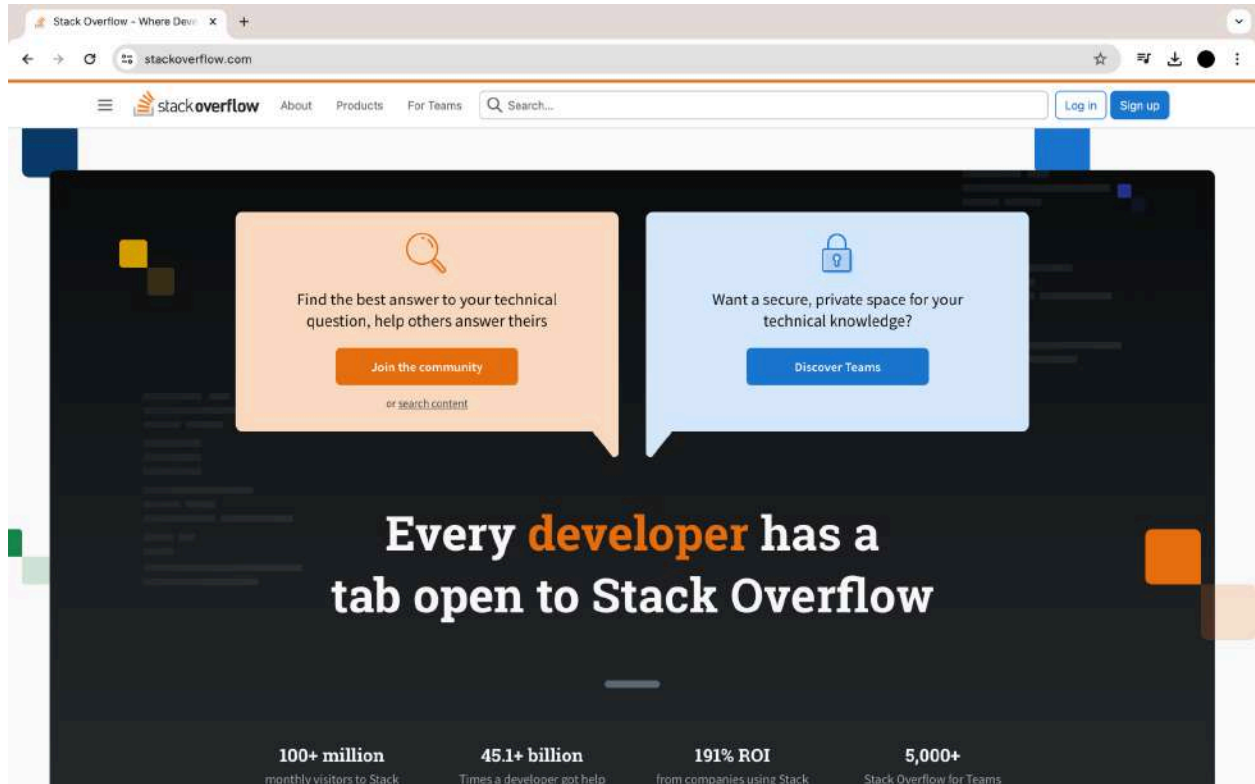 Stack Overflow - Where Deve
stackoverflow.com
stackoverflow About Products For Teams Search... Log in Sign up
Find the best answer to your technical
question, help others answer theirs
Join the community
or search content
Want a secure, private space for your
technical knowledge?
Discover Teams
Every developer has a
tab open to Stack Overflow
100+ million
monthly visitors to Stack
45.1+ billion
Times a developer got help
191% ROI
from companies using Stack
5,000+
Stack Overflow for Teams